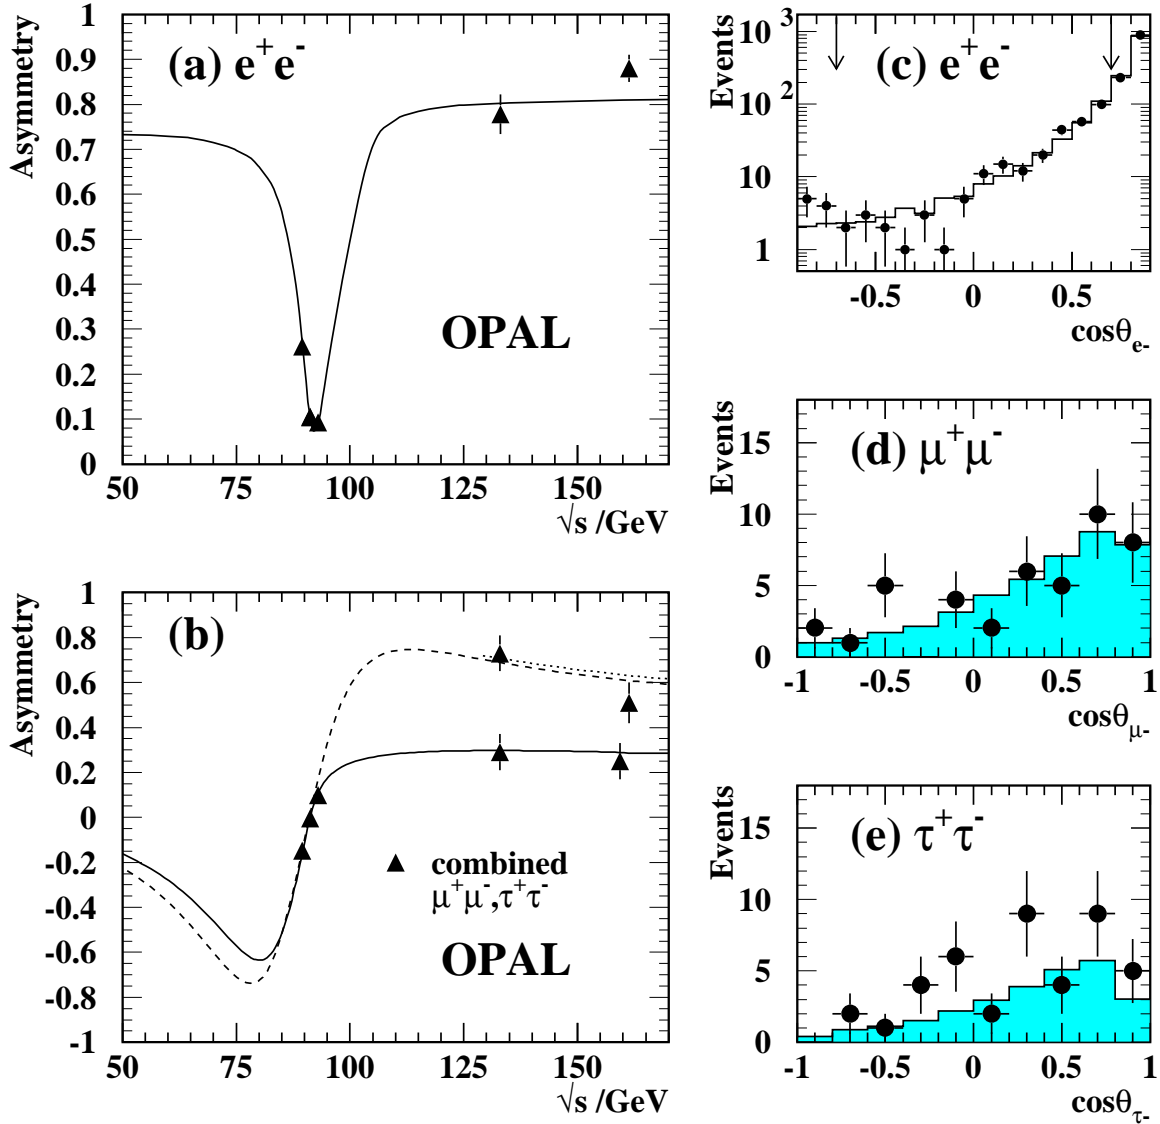 Asymmetry
(a) e+e-
1
0.9
0.8
0.7
0.6
0.5
0.4
0.3
0.2
0.1
0
OPAL
50 75 100 125 150
√s /GeV
Asymmetry
(b)
1
0.8
0.6
0.4
0.2
0
-0.2
-0.4
-0.6
-0.8
-1
combined
μ+μ-,τ+τ-
OPAL
50 75 100 125 150
√s /GeV
Events
(c) e+e-
10 3
10 2
10
1
-0.5 0 0.5
cosθe-
Events
(d) μ+μ-
15
10
5
0
-1 -0.5 0 0.5 1
cosθμ-
Events
(e) τ+τ-
15
10
5
0
-1 -0.5 0 0.5 1
cosθτ-